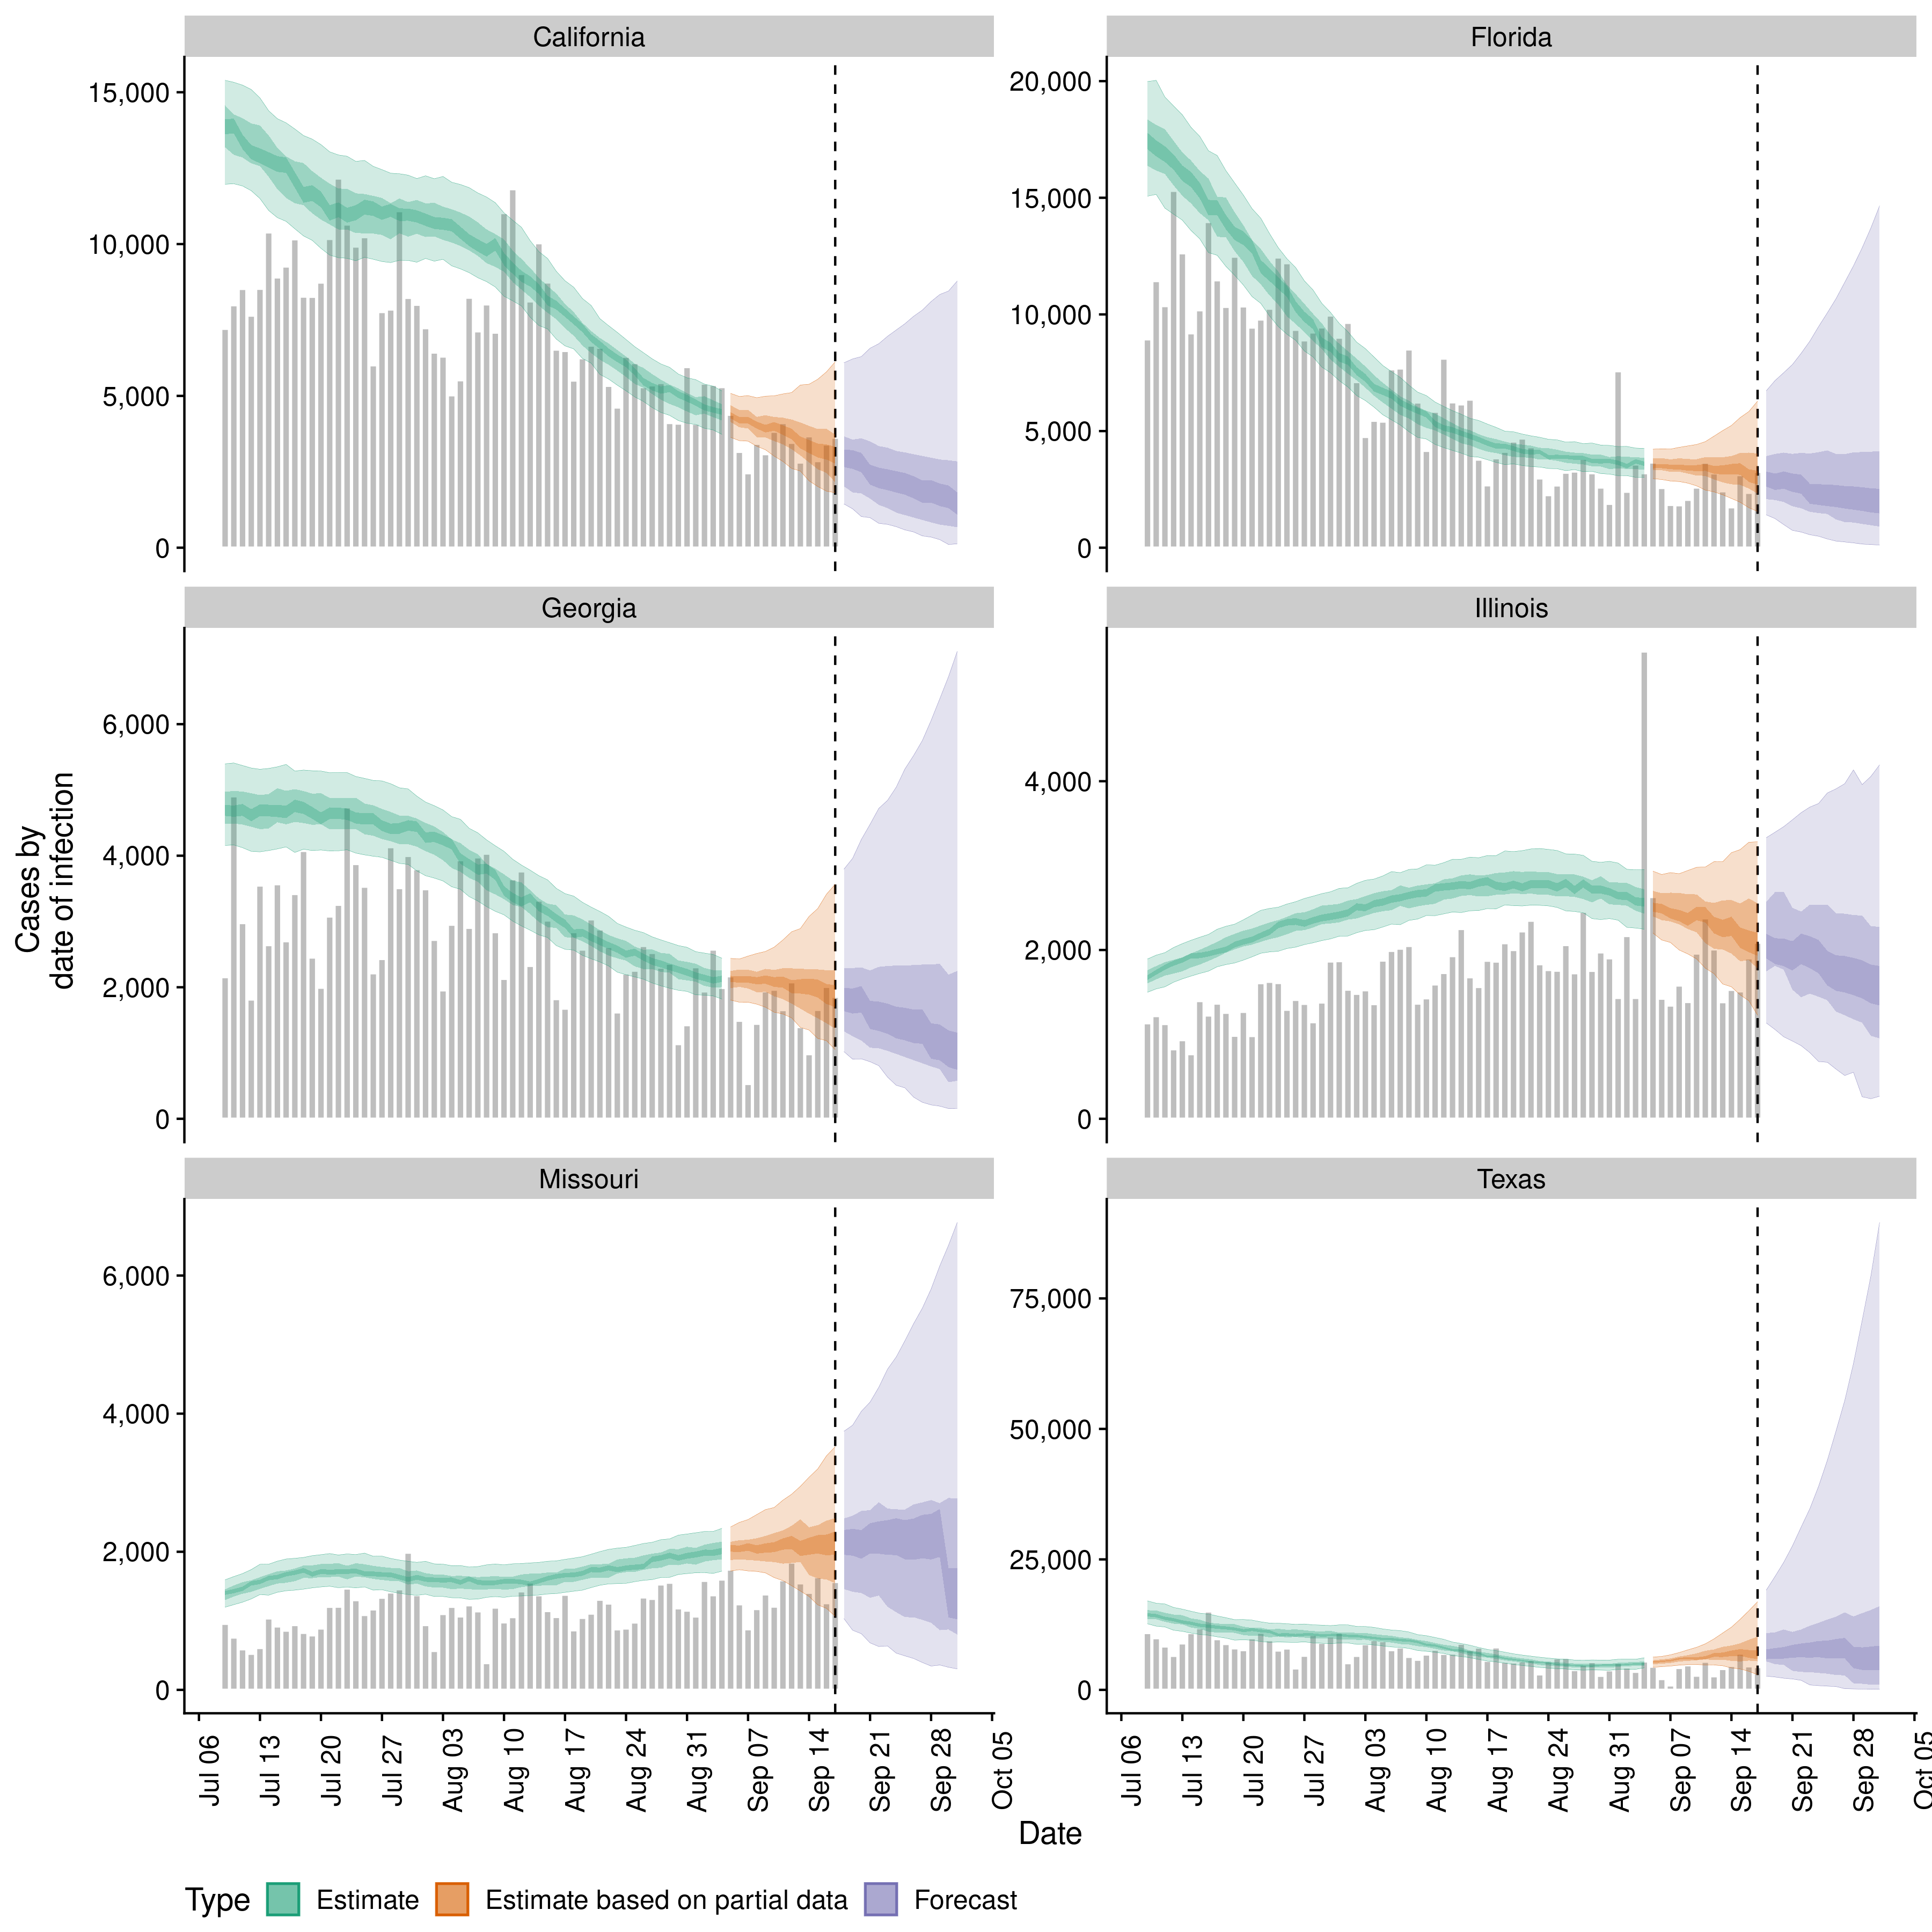 California
Florida
15,000
10,000
5,000
0
20,000
15,000
10,000
5,000
0
Georgia
Illinois
6,000
4,000
2,000
0
4,000
2,000
0
Missouri
Texas
6,000
4,000
2,000
0
75,000
50,000
25,000
0
Cases by
date of infection
Jul 06
Jul 13
Jul 20
Jul 27
Aug 03
Aug 10
Aug 17
Aug 24
Aug 31
Sep 07
Sep 14
Sep 21
Sep 28
Oct 05
Jul 06
Jul 13
Jul 20
Jul 27
Aug 03
Aug 10
Aug 17
Aug 24
Aug 31
Sep 07
Sep 14
Sep 21
Sep 28
Oct 05
Date
Type Estimate Estimate based on partial data Forecast